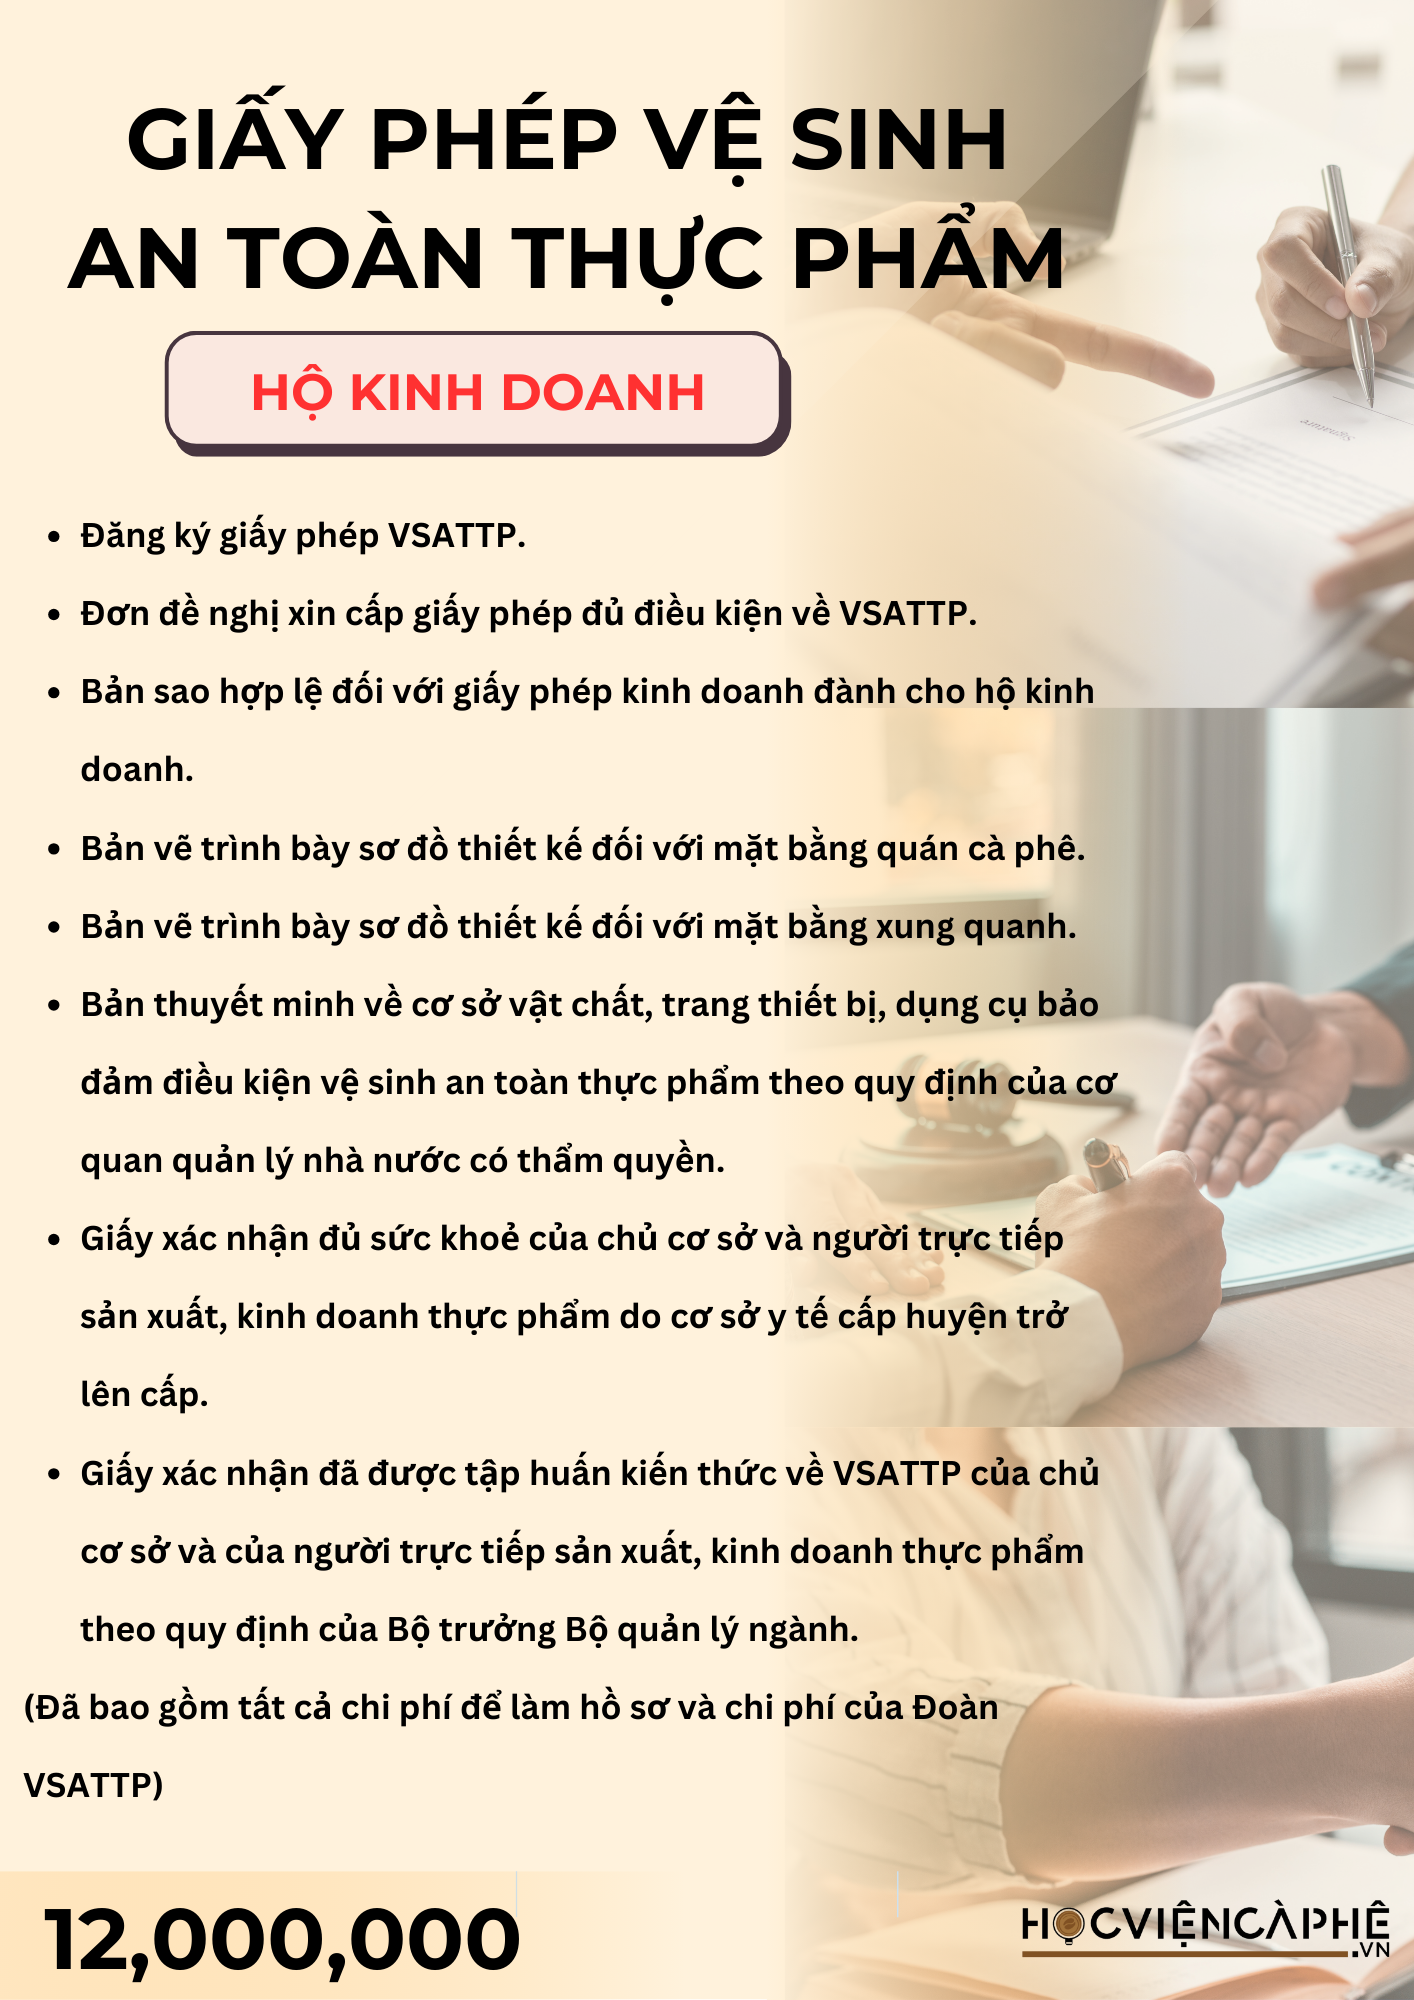 GIẤY PHÉP VỆ SINH
AN TOÀN THỰC PHẨM
HỘ KINH DOANH
• Đăng ký giấy phép VSATTP.
• Đơn đề nghị xin cấp giấy phép đủ điều kiện về VSATTP.
• Bản sao hợp lệ đối với giấy phép kinh doanh đành cho hộ kinh
doanh.
• Bản vẽ trình bày sơ đồ thiết kế đối với mặt bằng quán cà phê.
• Bản vẽ trình bày sơ đồ thiết kế đối với mặt bằng xung quanh.
• Bản thuyết minh về cơ sở vật chất, trang thiết bị, dụng cụ bảo
đảm điều kiện vệ sinh an toàn thực phẩm theo quy định của cơ
quan quản lý nhà nước có thẩm quyền.
• Giấy xác nhận đủ sức khoẻ của chủ cơ sở và người trực tiếp
sản xuất, kinh doanh thực phẩm do cơ sở y tế cấp huyện trở
lên cấp.
• Giấy xác nhận đã được tập huấn kiến thức về VSATTP của chủ
cơ sở và của người trực tiếp sản xuất, kinh doanh thực phẩm
theo quy định của Bộ trưởng Bộ quản lý ngành.
(Đã bao gồm tất cả chi phí để làm hồ sơ và chi phí của Đoàn
VSATTP)
12,000,000
HỌCVIỆNCÀPHÊ
.VN
Signature